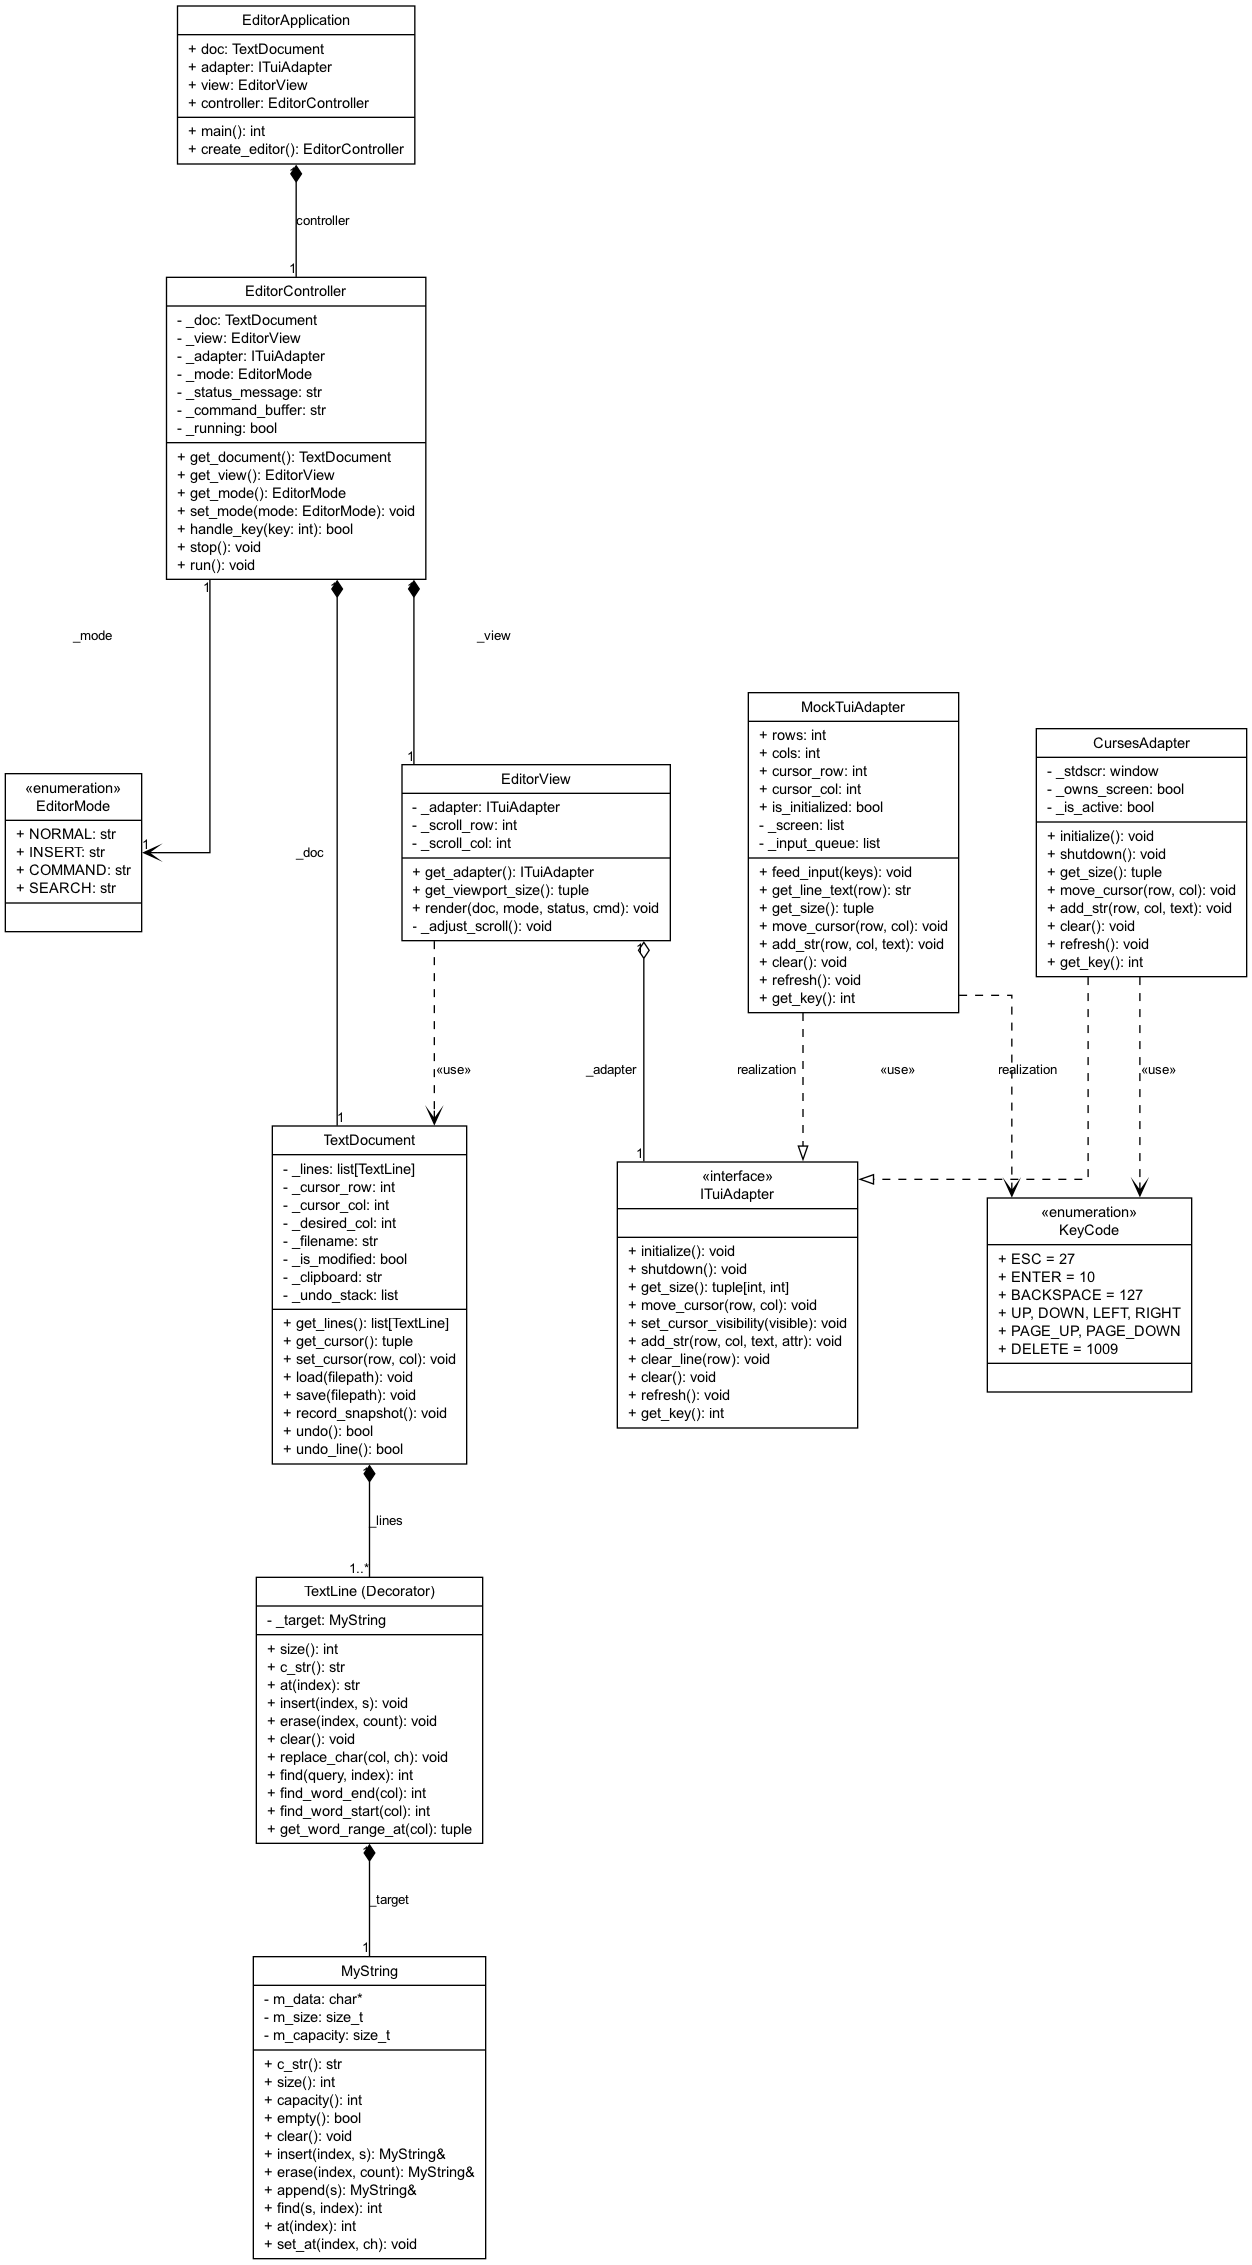 EditorApplication
+ doc: TextDocument
+ adapter: ITuiAdapter
+ view: EditorView
+ controller: EditorController
+ main(): int
+ create_editor(): EditorController
controller
1
EditorController
- _doc: TextDocument
- _view: EditorView
- _adapter: ITuiAdapter
- _mode: EditorMode
- _status_message: str
- _command_buffer: str
- _running: bool
+ get_document(): TextDocument
+ get_view(): EditorView
+ get_mode(): EditorMode
+ set_mode(mode: EditorMode): void
+ handle_key(key: int): bool
+ stop(): void
+ run(): void
1
_mode
_view
1
«enumeration»
EditorMode
+ NORMAL: str
+ INSERT: str
+ COMMAND: str
+ SEARCH: str
1
_doc
EditorView
- _adapter: ITuiAdapter
- _scroll_row: int
- _scroll_col: int
+ get_adapter(): ITuiAdapter
+ get_viewport_size(): tuple
+ render(doc, mode, status, cmd): void
- _adjust_scroll(): void
MockTuiAdapter
+ rows: int
+ cols: int
+ cursor_row: int
+ cursor_col: int
+ is_initialized: bool
- _screen: list
- _input_queue: list
+ feed_input(keys): void
+ get_line_text(row): str
+ get_size(): tuple
+ move_cursor(row, col): void
+ add_str(row, col, text): void
+ clear(): void
+ refresh(): void
+ get_key(): int
CursesAdapter
- _stdscr: window
- _owns_screen: bool
- _is_active: bool
+ initialize(): void
+ shutdown(): void
+ get_size(): tuple
+ move_cursor(row, col): void
+ add_str(row, col, text): void
+ clear(): void
+ refresh(): void
+ get_key(): int
«use»
_adapter
realization
«use»
realization
«use»
1
1
TextDocument
- _lines: list[TextLine]
- _cursor_row: int
- _cursor_col: int
- _desired_col: int
- _filename: str
- _is_modified: bool
- _clipboard: str
- _undo_stack: list
+ get_lines(): list[TextLine]
+ get_cursor(): tuple
+ set_cursor(row, col): void
+ load(filepath): void
+ save(filepath): void
+ record_snapshot(): void
+ undo(): bool
+ undo_line(): bool
«interface»
ITuiAdapter
+ initialize(): void
+ shutdown(): void
+ get_size(): tuple[int, int]
+ move_cursor(row, col): void
+ set_cursor_visibility(visible): void
+ add_str(row, col, text, attr): void
+ clear_line(row): void
+ clear(): void
+ refresh(): void
+ get_key(): int
«enumeration»
KeyCode
+ ESC = 27
+ ENTER = 10
+ BACKSPACE = 127
+ UP, DOWN, LEFT, RIGHT
+ PAGE_UP, PAGE_DOWN
+ DELETE = 1009
_lines
1..*
TextLine (Decorator)
- _target: MyString
+ size(): int
+ c_str(): str
+ at(index): str
+ insert(index, s): void
+ erase(index, count): void
+ clear(): void
+ replace_char(col, ch): void
+ find(query, index): int
+ find_word_end(col): int
+ find_word_start(col): int
+ get_word_range_at(col): tuple
_target
1
MyString
- m_data: char*
- m_size: size_t
- m_capacity: size_t
+ c_str(): str
+ size(): int
+ capacity(): int
+ empty(): bool
+ clear(): void
+ insert(index, s): MyString&
+ erase(index, count): MyString&
+ append(s): MyString&
+ find(s, index): int
+ at(index): int
+ set_at(index, ch): void